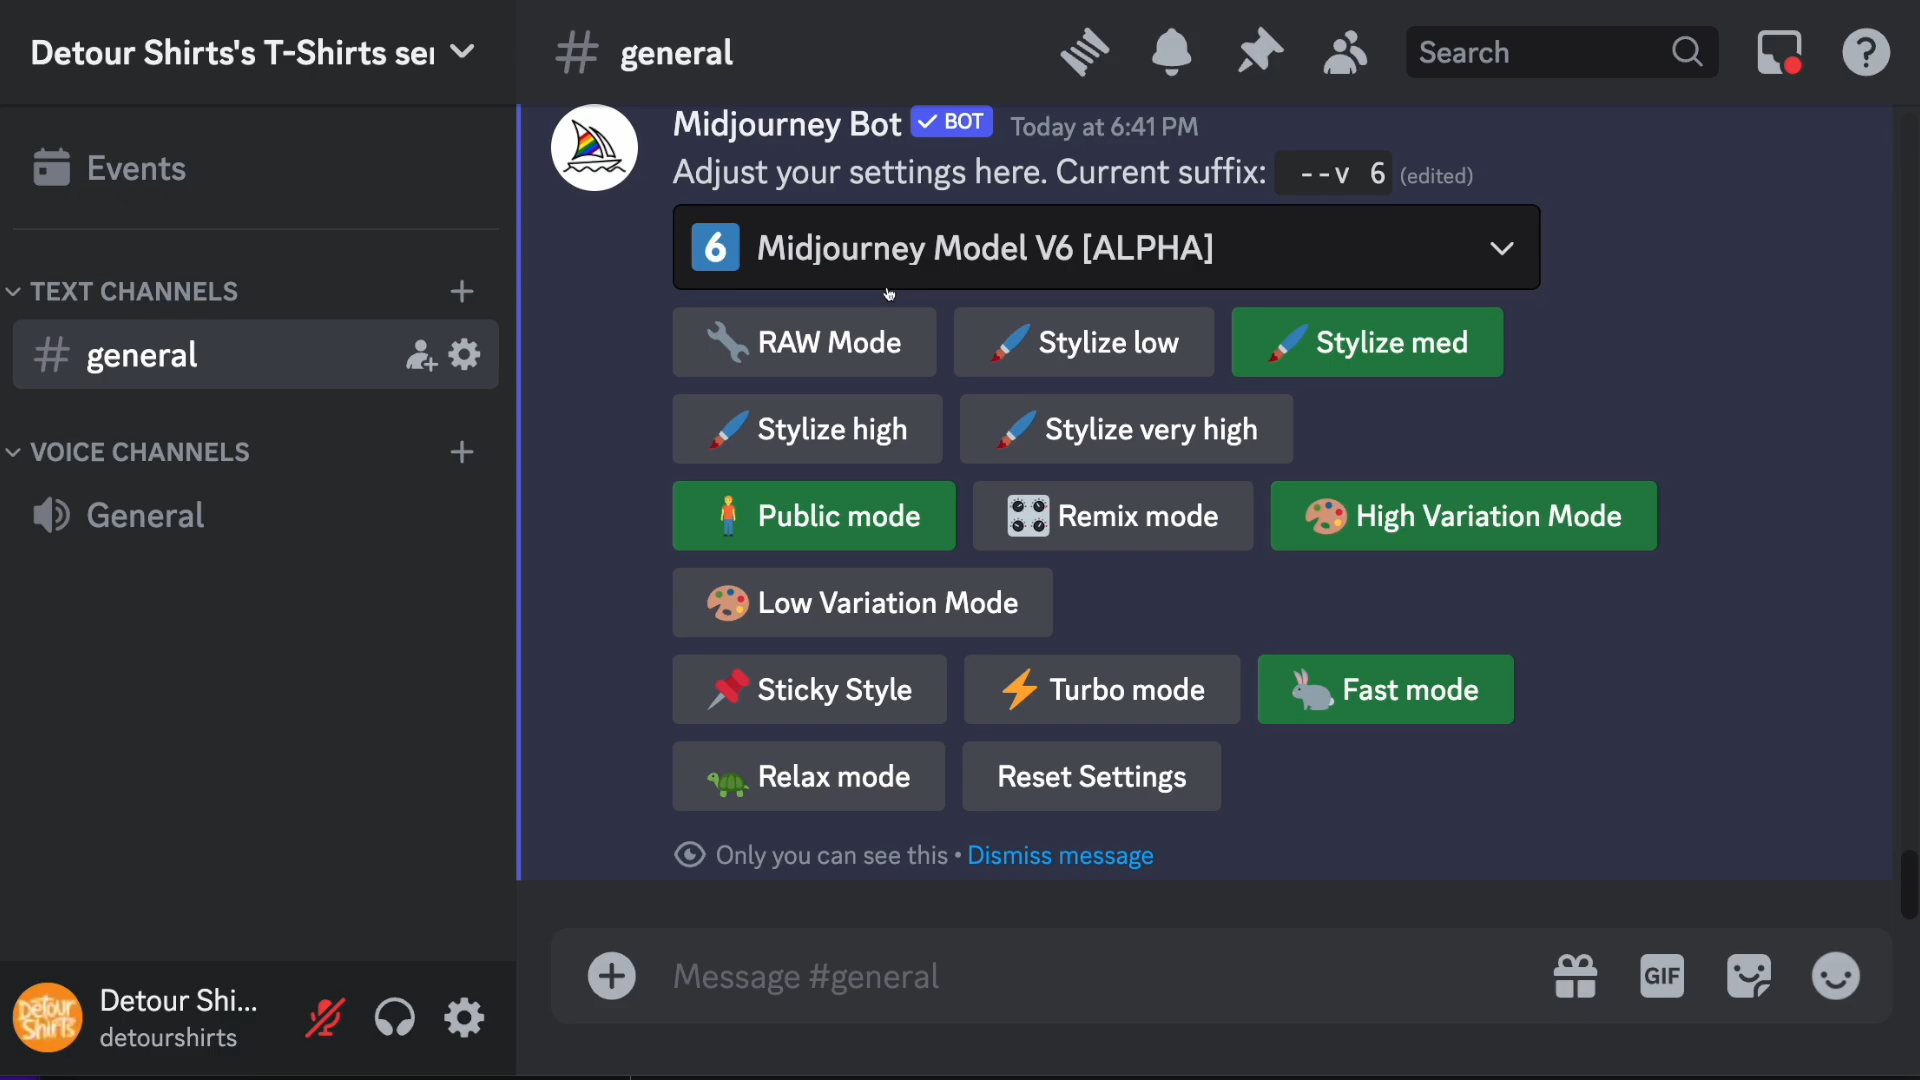 Detour Shirts's T-Shirts ser
general
Search
Events
TEXT CHANNELS
general
VOICE CHANNELS
General
Midjourney Bot BOT Today at 6:41 PM
Adjust your settings here. Current suffix: --v 6 (edited)
6 Midjourney Model V6 [ALPHA]
RAW Mode Stylize low Stylize med
Stylize high Stylize very high
Public mode Remix mode High Variation Mode
Low Variation Mode
Sticky Style Turbo mode Fast mode
Relax mode Reset Settings
Only you can see this • Dismiss message
Message #general
GIF
Detour Shirts
Detour Shi...
detourshirts